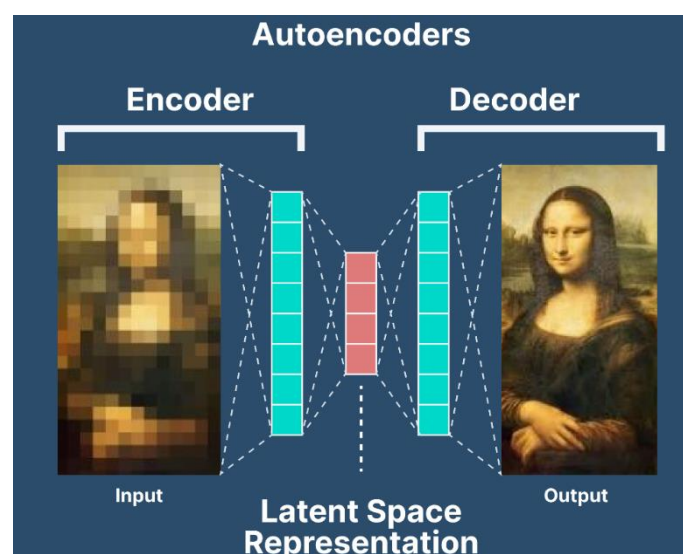 Autoencoders
Encoder
Decoder
Input
Output
Latent Space
Representation